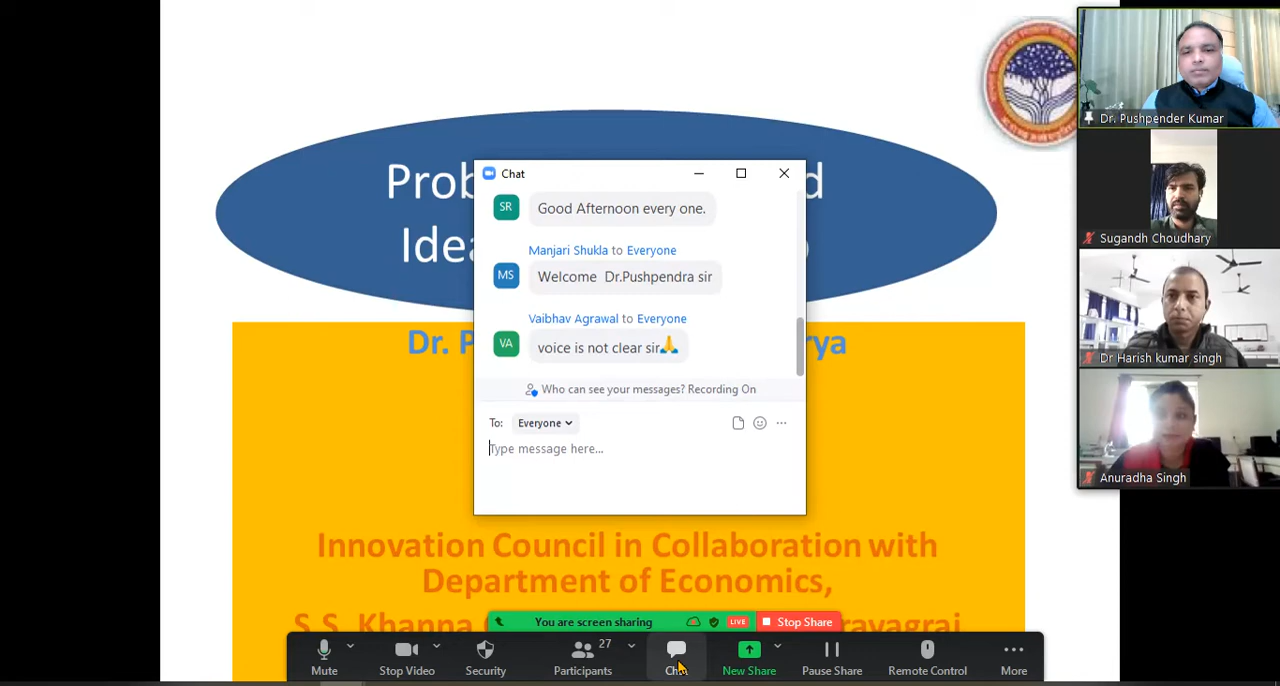 Prob
d
Idea
Chat
SR
Good Afternoon every one.
Manjari Shukla to Everyone
MS
Welcome Dr.Pushpendra sir
Vaibhav Agrawal to Everyone
VA
voice is not clear sir🙏
Who can see your messages? Recording On
To: Everyone
Type message here...
Dr. P
rya
Innovation Council in Collaboration with
Department of Economics,
S.S. Khanna
rayagraj
Dr. Pushpender Kumar
Sugandh Choudhary
Dr Harish kumar singh
Anuradha Singh
You are screen sharing
LIVE
Stop Share
Mute
Stop Video
Security
Participants
27
Chat
New Share
Pause Share
Remote Control
More